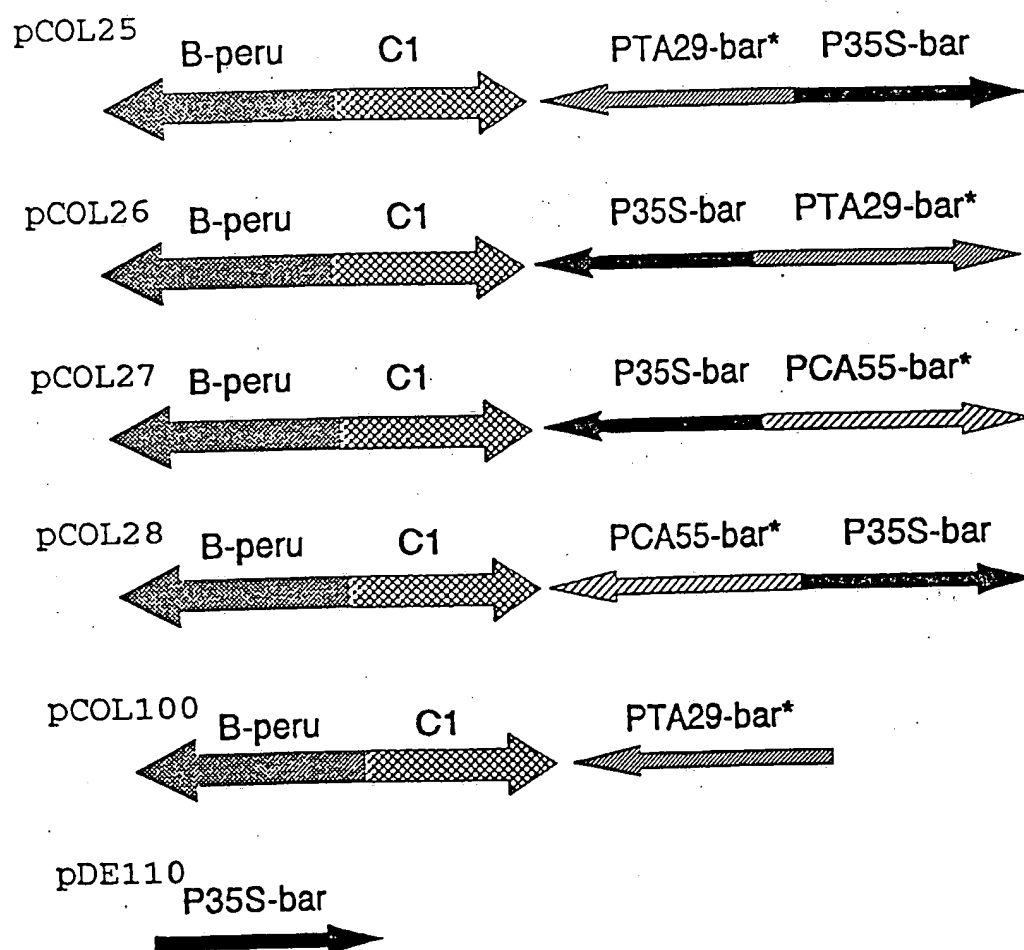 pCOL25
B-peru C1 PTA29-bar* P35S-bar
pCOL26
B-peru C1 P35S-bar PTA29-bar*
pCOL27
B-peru C1 P35S-bar PCA55-bar*
pCOL28
B-peru C1 PCA55-bar* P35S-bar
pCOL100
B-peru C1 PTA29-bar*
pDE110
P35S-bar